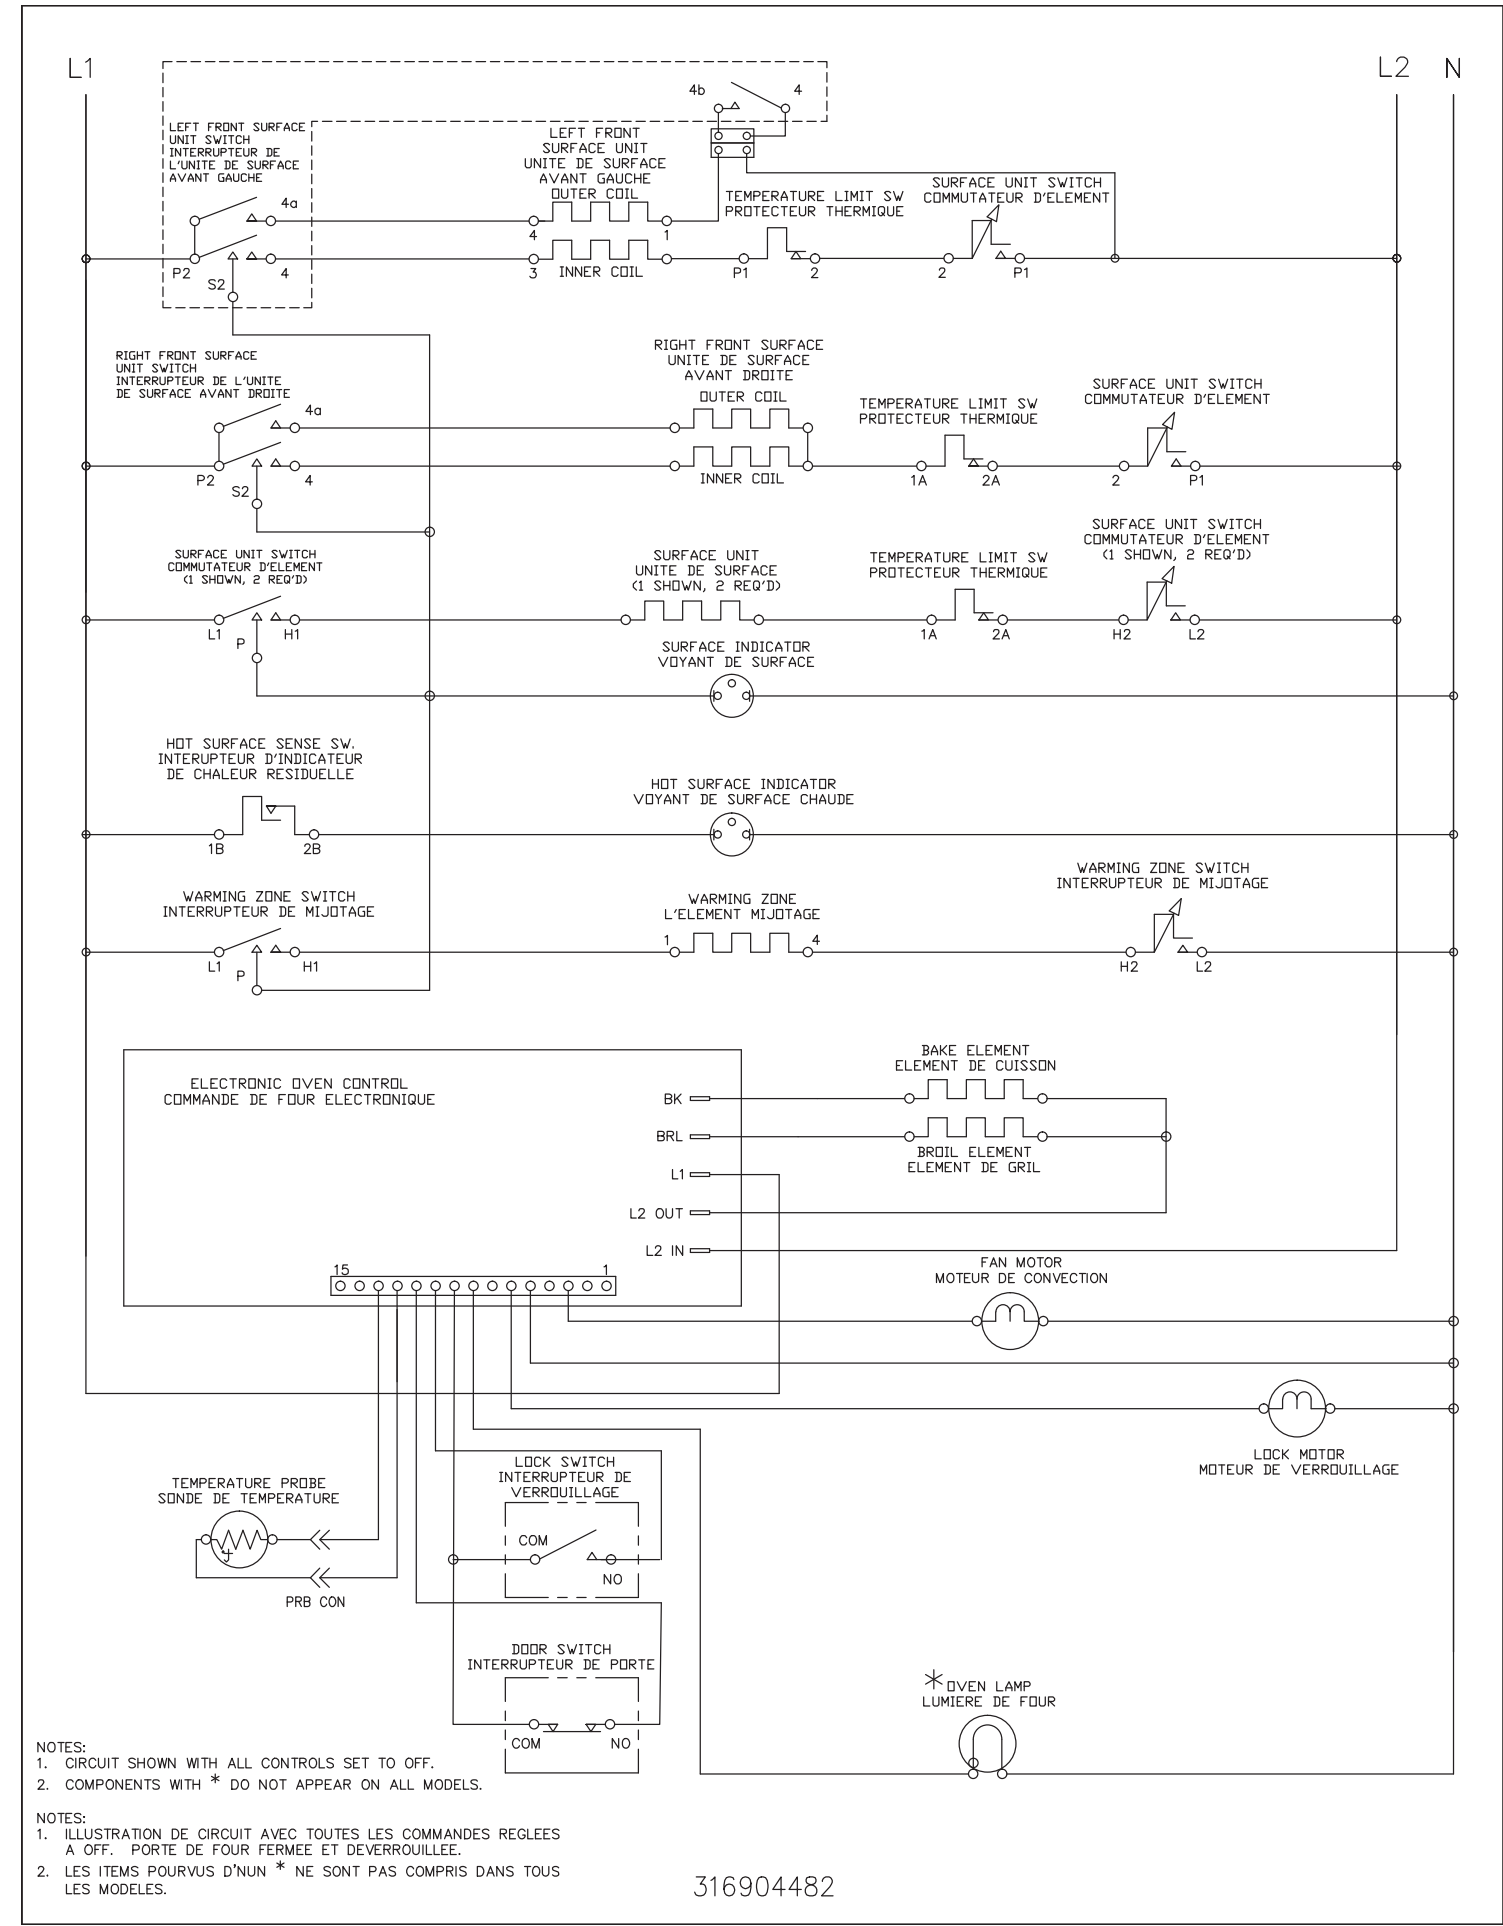 L1
L2
N
4b
4
LEFT FRONT SURFACE
UNIT SWITCH
INTERRUPTEUR DE
L'UNITE DE SURFACE
AVANT GAUCHE
LEFT FRONT
SURFACE UNIT
UNITE DE SURFACE
AVANT GAUCHE
OUTER COIL
TEMPERATURE LIMIT SW
PROTECTEUR THERMIQUE
SURFACE UNIT SWITCH
COMMUTATEUR D'ELEMENT
4a
4
1
P2
S2
4
3
INNER COIL
P1
2
2
P1
RIGHT FRONT SURFACE
UNIT SWITCH
INTERRUPTEUR DE L'UNITE
DE SURFACE AVANT DROITE
RIGHT FRONT SURFACE
UNITE DE SURFACE
AVANT DROITE
OUTER COIL
TEMPERATURE LIMIT SW
PROTECTEUR THERMIQUE
SURFACE UNIT SWITCH
COMMUTATEUR D'ELEMENT
4a
P2
S2
4
INNER COIL
1A
2A
2
P1
SURFACE UNIT SWITCH
COMMUTATEUR D'ELEMENT
(1 SHOWN, 2 REQ'D)
SURFACE UNIT
UNITE DE SURFACE
(1 SHOWN, 2 REQ'D)
TEMPERATURE LIMIT SW
PROTECTEUR THERMIQUE
SURFACE UNIT SWITCH
COMMUTATEUR D'ELEMENT
(1 SHOWN, 2 REQ'D)
L1
P
H1
1A
2A
H2
L2
SURFACE INDICATOR
VOYANT DE SURFACE
HOT SURFACE SENSE SW.
INTERUPTEUR D'INDICATEUR
DE CHALEUR RESIDUELLE
HOT SURFACE INDICATOR
VOYANT DE SURFACE CHAUDE
1B
2B
WARMING ZONE SWITCH
INTERRUPTEUR DE MIJOTAGE
WARMING ZONE
L'ELEMENT MIJOTAGE
WARMING ZONE SWITCH
INTERRUPTEUR DE MIJOTAGE
1
4
L1
P
H1
H2
L2
ELECTRONIC OVEN CONTROL
COMMANDE DE FOUR ELECTRONIQUE
BAKE ELEMENT
ELEMENT DE CUISSON
BK
BRL
BROIL ELEMENT
ELEMENT DE GRIL
L1
L2 OUT
L2 IN
15
1
FAN MOTOR
MOTEUR DE CONVECTION
LOCK MOTOR
MOTEUR DE VERROUILLAGE
TEMPERATURE PROBE
SONDE DE TEMPERATURE
PRB CON
LOCK SWITCH
INTERRUPTEUR DE
VERROUILLAGE
COM
NO
DOOR SWITCH
INTERRUPTEUR DE PORTE
COM
NO
* OVEN LAMP
LUMIERE DE FOUR
NOTES:
1. CIRCUIT SHOWN WITH ALL CONTROLS SET TO OFF.
2. COMPONENTS WITH * DO NOT APPEAR ON ALL MODELS.
NOTES:
1. ILLUSTRATION DE CIRCUIT AVEC TOUTES LES COMMANDES REGLEES
A OFF. PORTE DE FOUR FERMEE ET DEVERROUILLEE.
2. LES ITEMS POURVUS D'NUN * NE SONT PAS COMPRIS DANS TOUS
LES MODELES.
316904482